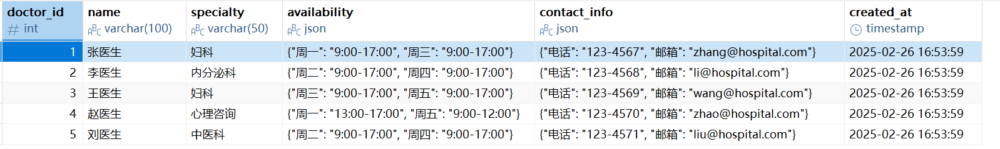 doctor_id name specialty availability contact_info created_at
# int ABC varchar(100) ABC varchar(50) ABC json ABC json timestamp
1 张医生 妇科 {"周一": "9:00-17:00", "周三": "9:00-17:00"} {"电话": "123-4567", "邮箱": "zhang@hospital.com"} 2025-02-26 16:53:59
2 李医生 内分泌科 {"周二": "9:00-17:00", "周四": "9:00-17:00"} {"电话": "123-4568", "邮箱": "li@hospital.com"} 2025-02-26 16:53:59
3 王医生 妇科 {"周三": "9:00-17:00", "周五": "9:00-17:00"} {"电话": "123-4569", "邮箱": "wang@hospital.com"} 2025-02-26 16:53:59
4 赵医生 心理咨询 {"周一": "13:00-17:00", "周五": "9:00-12:00"} {"电话": "123-4570", "邮箱": "zhao@hospital.com"} 2025-02-26 16:53:59
5 刘医生 中医科 {"周二": "9:00-17:00", "周四": "9:00-17:00"} {"电话": "123-4571", "邮箱": "liu@hospital.com"} 2025-02-26 16:53:59